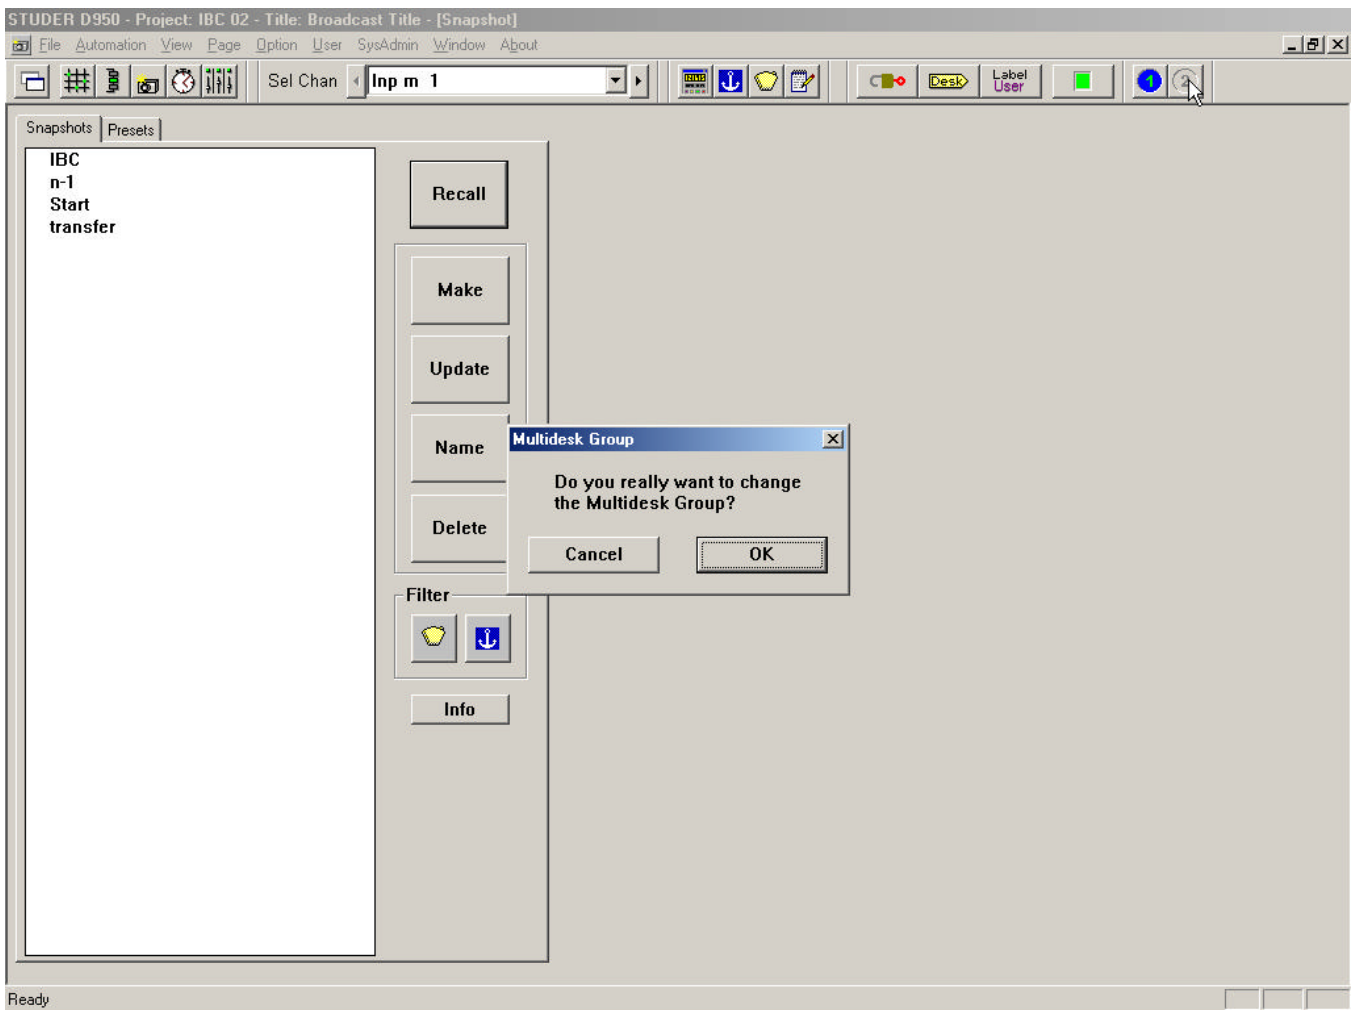 STUDER D950 - Project: IBC 02 - Title: Broadcast Title - [Snapshot]
File Automation View Page Option User SysAdmin Window About
Sel Chan Inp m 1 Desk Label User 1 2
Snapshots Presets
IBC
n-1
Start
transfer
Recall
Make
Update
Name
Delete
Multidesk Group
Do you really want to change
the Multidesk Group?
Cancel OK
Filter
Info
Ready